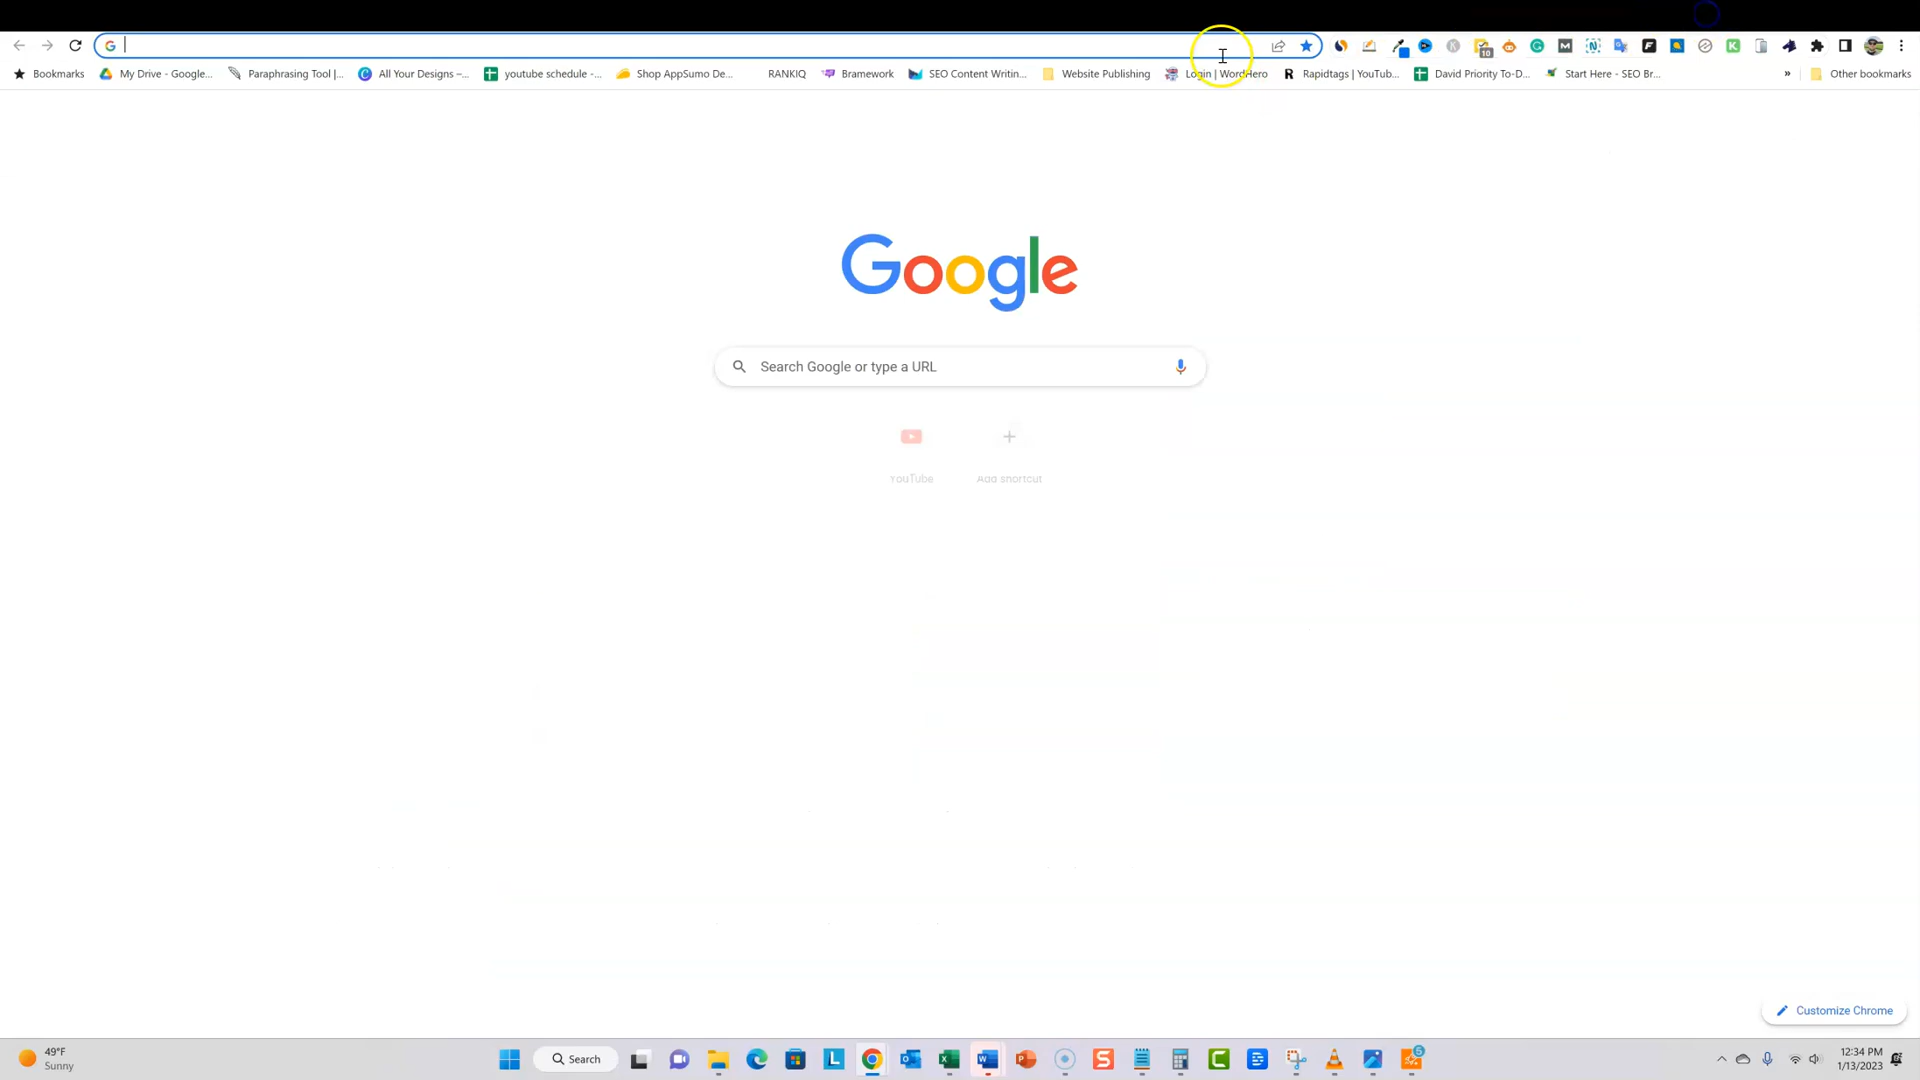 Bookmarks My Drive - Google... Paraphrasing Tool |... All Your Designs –... youtube schedule -... Shop AppSumo De... RANKIQ Bramework SEO Content Writin... Website Publishing Login | WordHero Rapidtags | YouTub... David Priority To-D... Start Here - SEO Br... » Other bookmarks
Google
Search Google or type a URL
YouTube Add shortcut
Customize Chrome
49°F
Sunny
Search
12:34 PM
1/13/2023